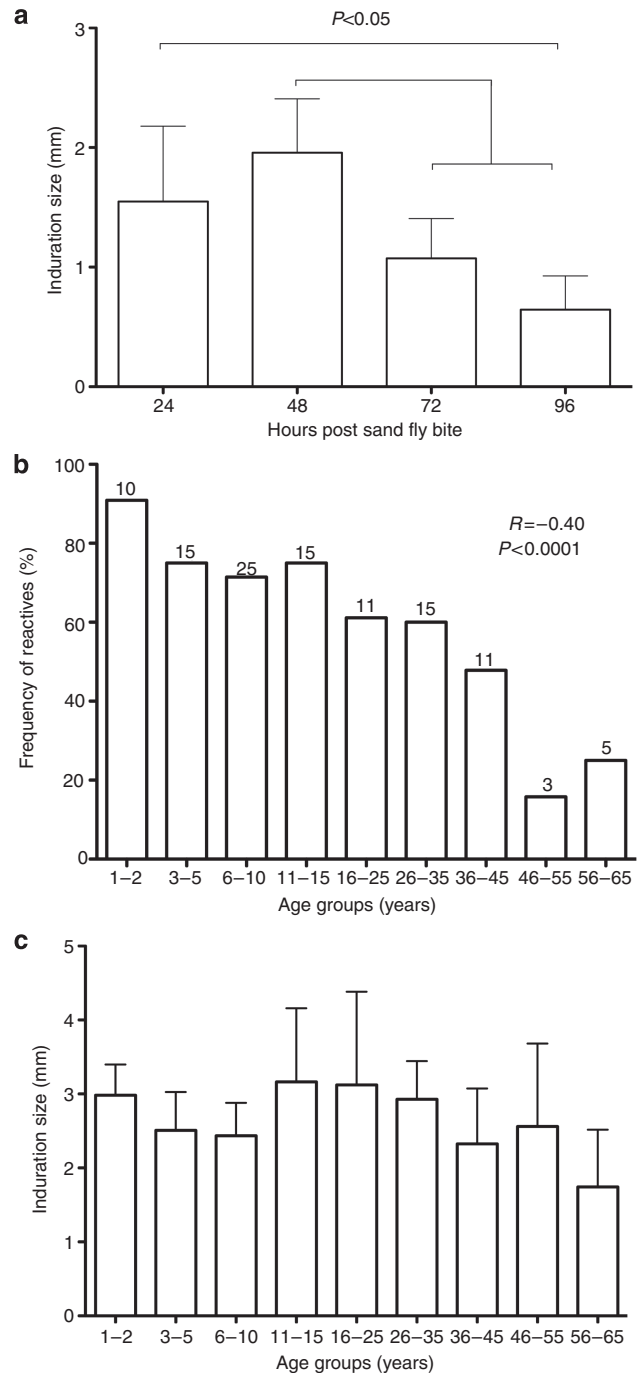 a
P<0.05
3
2
1
0
Induration size (mm)
24 48 72 96
Hours post sand fly bite
b
100
80
60
40
20
0
Frequency of reactives (%)
10 15 25 15 11 15 11 3 5
R=−0.40
P<0.0001
1–2 3–5 6–10 11–15 16–25 26–35 36–45 46–55 56–65
Age groups (years)
c
5
4
3
2
1
0
Induration size (mm)
1–2 3–5 6–10 11–15 16–25 26–35 36–45 46–55 56–65
Age groups (years)